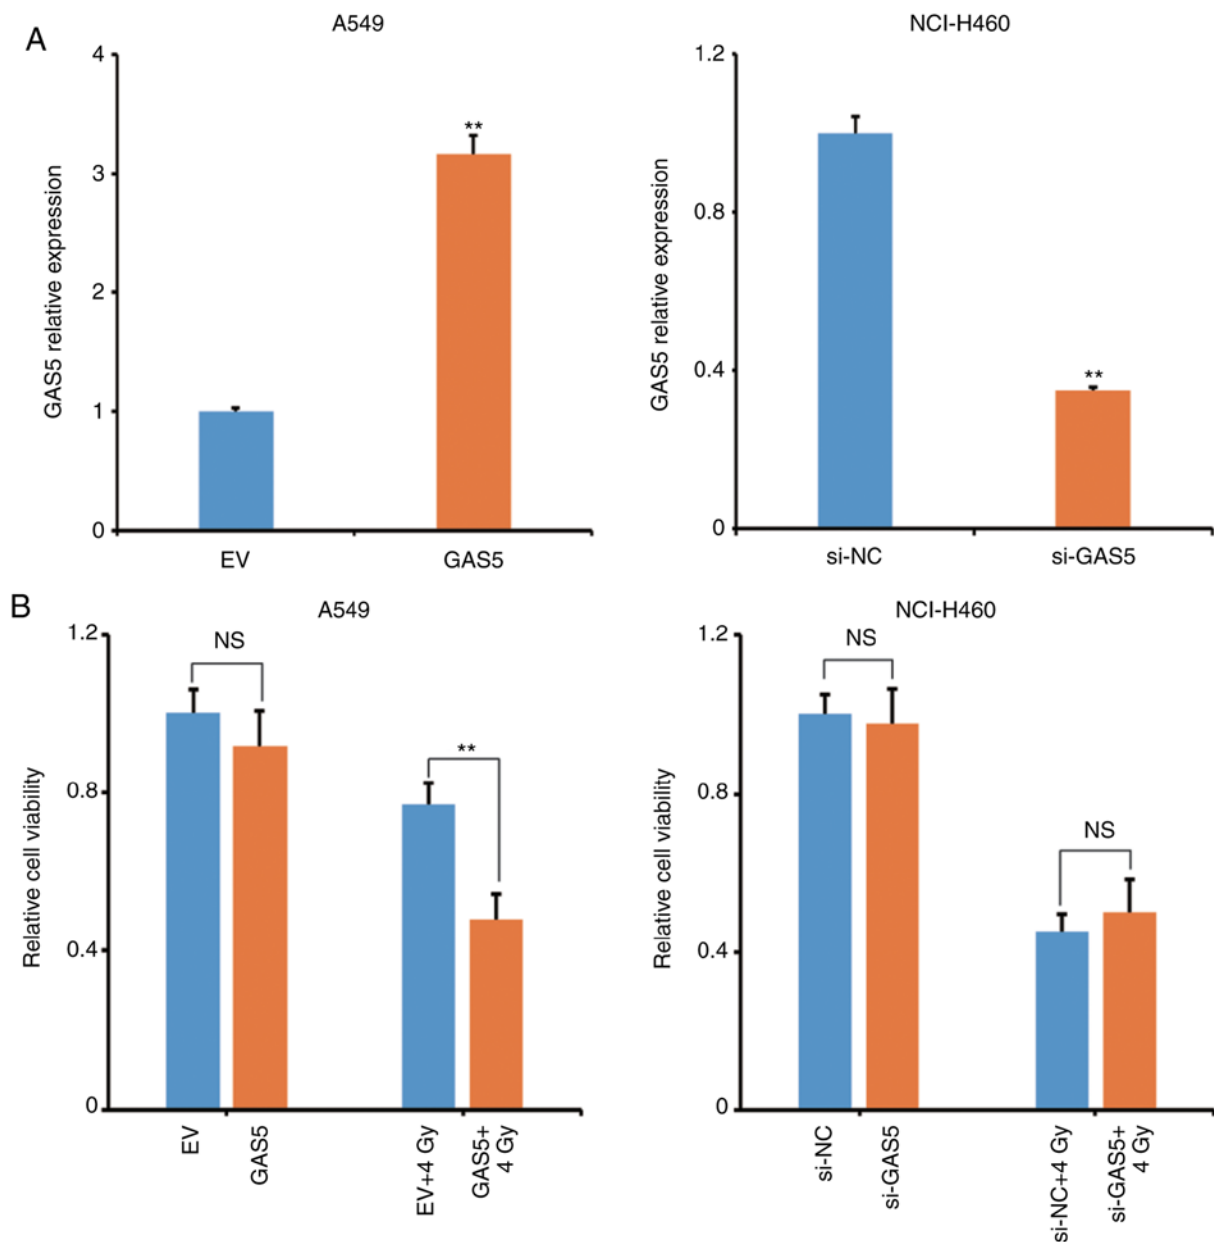 A
A549
4
3
2
1
0
GAS5 relative expression
**
EV
GAS5
NCI-H460
1.2
0.8
0.4
0
GAS5 relative expression
**
si-NC
si-GAS5
B
A549
1.2
0.8
0.4
0
Relative cell viability
NS
**
EV
GAS5
EV+4 Gy
GAS5+
4 Gy
NCI-H460
1.2
0.8
0.4
0
Relative cell viability
NS
NS
si-NC
si-GAS5
si-NC+4 Gy
si-GAS5+
4 Gy